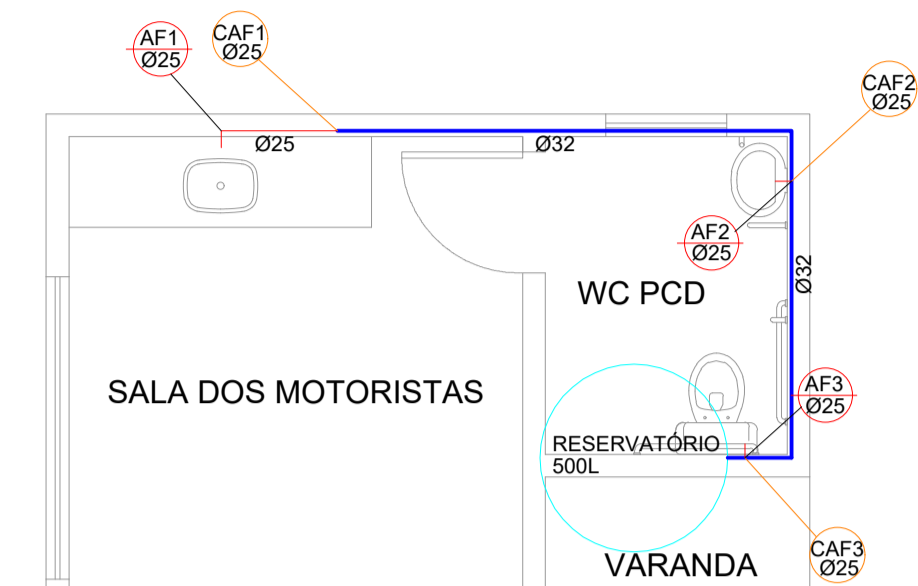 AF1
Ø25
CAF1
Ø25
CAF2
Ø25
Ø25
Ø32
AF2
Ø25
Ø32
WC PCD
SALA DOS MOTORISTAS
AF3
Ø25
RESERVATÓRIO
500L
VARANDA
CAF3
Ø25